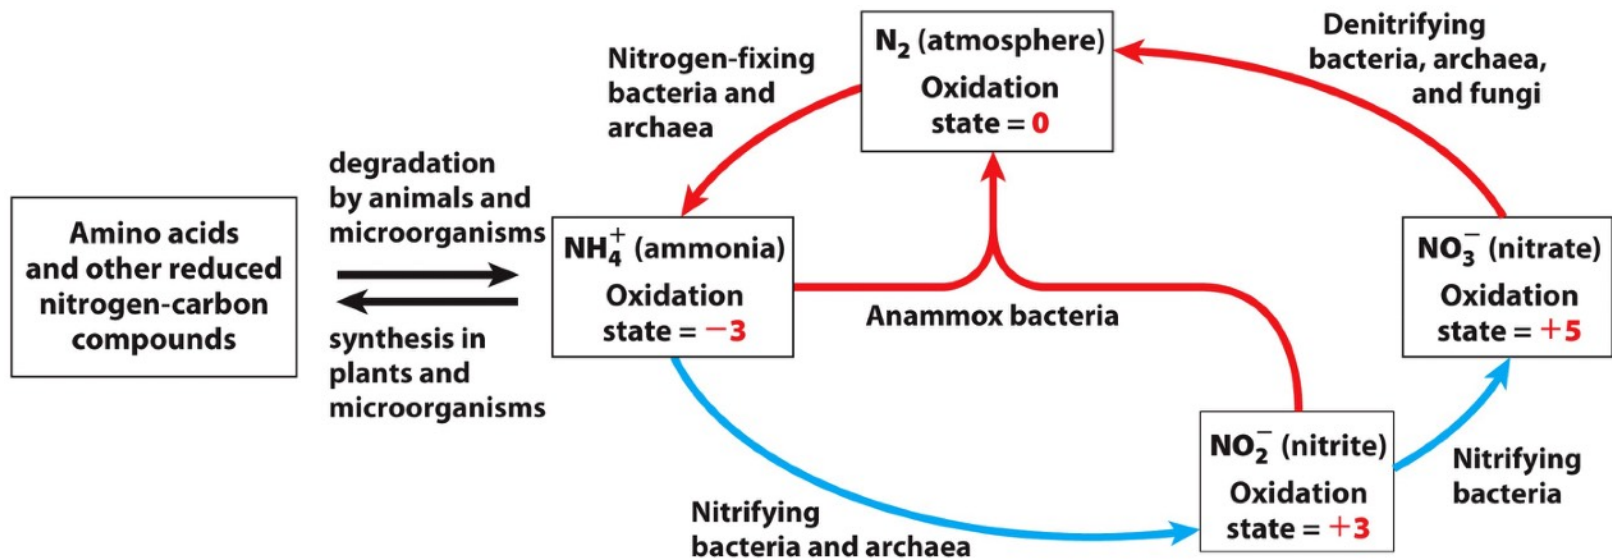 N₂ (atmosphere)
Oxidation
state = 0
Nitrogen-fixing
bacteria and
archaea
Denitrifying
bacteria, archaea,
and fungi
degradation
by animals and
microorganisms
Amino acids
and other reduced
nitrogen-carbon
compounds
synthesis in
plants and
microorganisms
NH₄⁺ (ammonia)
Oxidation
state = −3
Anammox bacteria
NO₃⁻ (nitrate)
Oxidation
state = +5
NO₂⁻ (nitrite)
Oxidation
state = +3
Nitrifying
bacteria
Nitrifying
bacteria and archaea